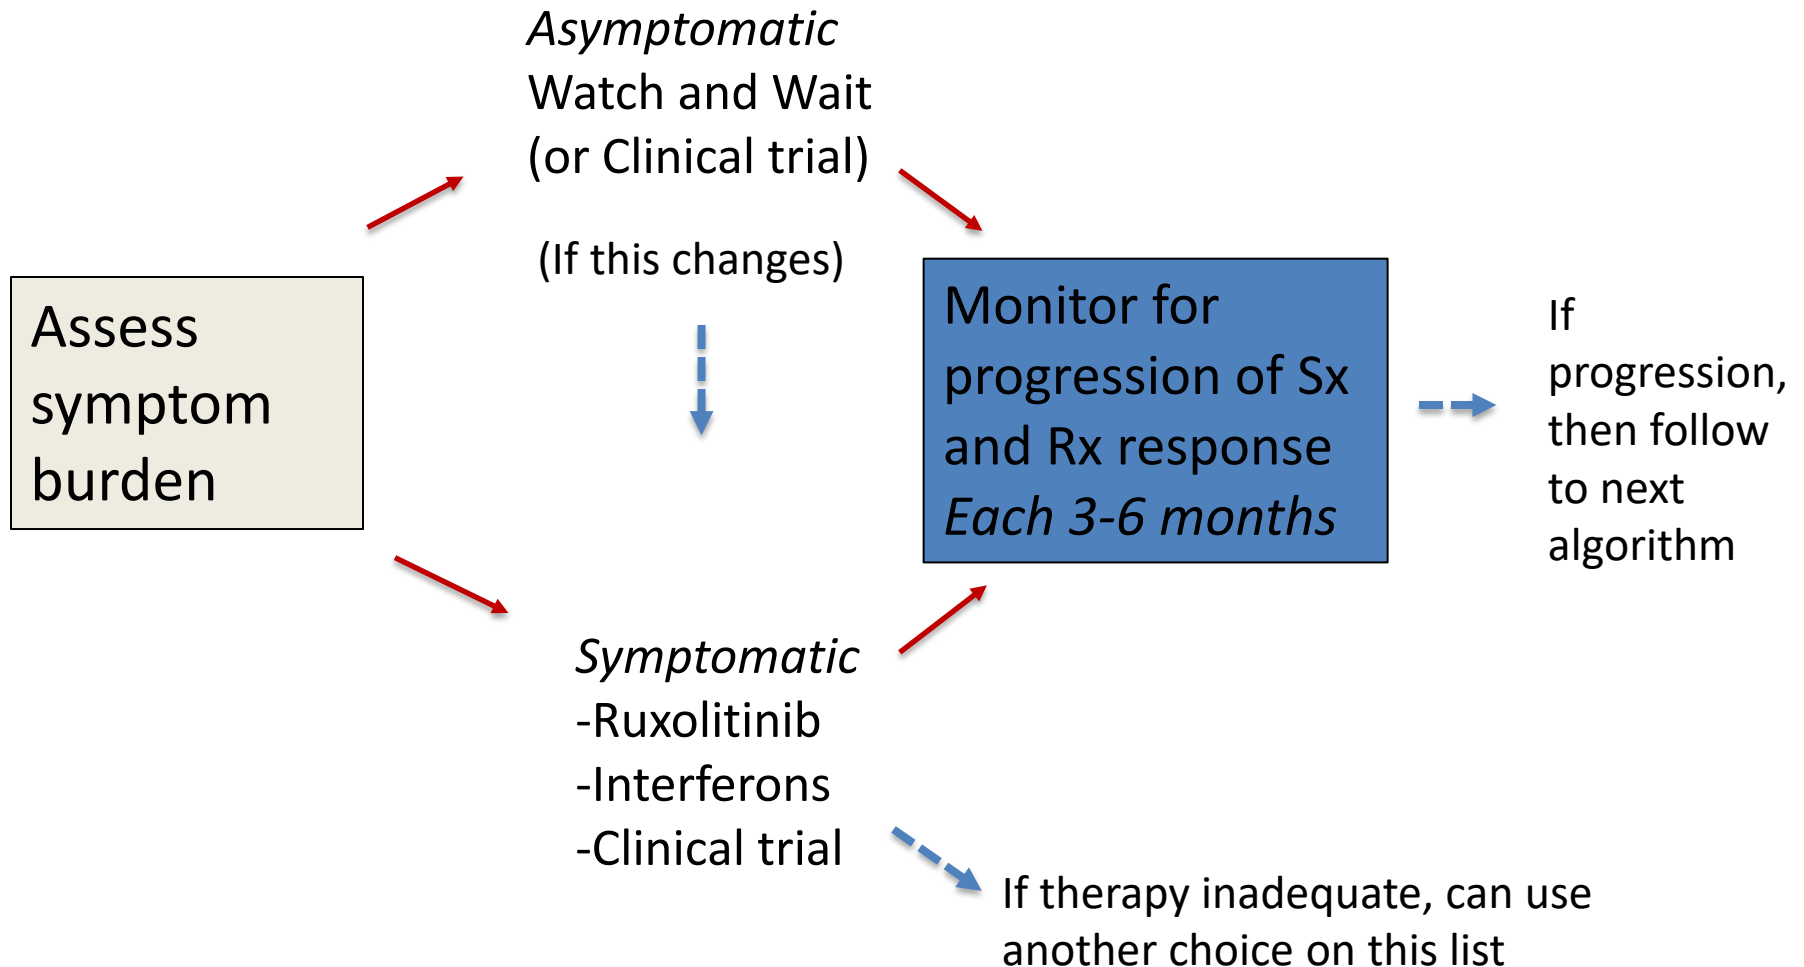 Asymptomatic
Watch and Wait
(or Clinical trial)
(If this changes)
Assess
symptom
burden
Monitor for
progression of Sx
and Rx response
Each 3-6 months
If
progression,
then follow
to next
algorithm
Symptomatic
-Ruxolitinib
-Interferons
-Clinical trial
If therapy inadequate, can use
another choice on this list